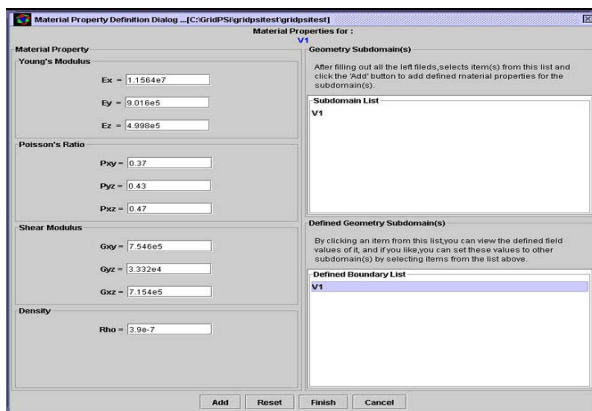 Material Property Definition Dialog ...[C:\GridPSi\gridpsitest\gridpsitest]
Material Properties for :
V1
Material Property
Young's Modulus
Ex = 1.1564e7
Ey = 9.016e5
Ez = 4.998e5
Poisson's Ratio
Pxy = 0.37
Pyz = 0.43
Pxz = 0.47
Shear Modulus
Gxy = 7.546e5
Gyz = 3.332e4
Gxz = 7.154e5
Density
Rho = 3.9e-7
Geometry Subdomain(s)
After filling out all the left fileds,selects item(s) from this list and
click the 'Add' button to add defined material properties for the
subdomain(s).
Subdomain List
V1
Defined Geometry Subdomain(s)
By clicking an item from this list,you can view the defined field
values of it, and if you like,you can set these values to other
subdomain(s) by selecting items from the list above.
Defined Boundary List
V1
Add Reset Finish Cancel